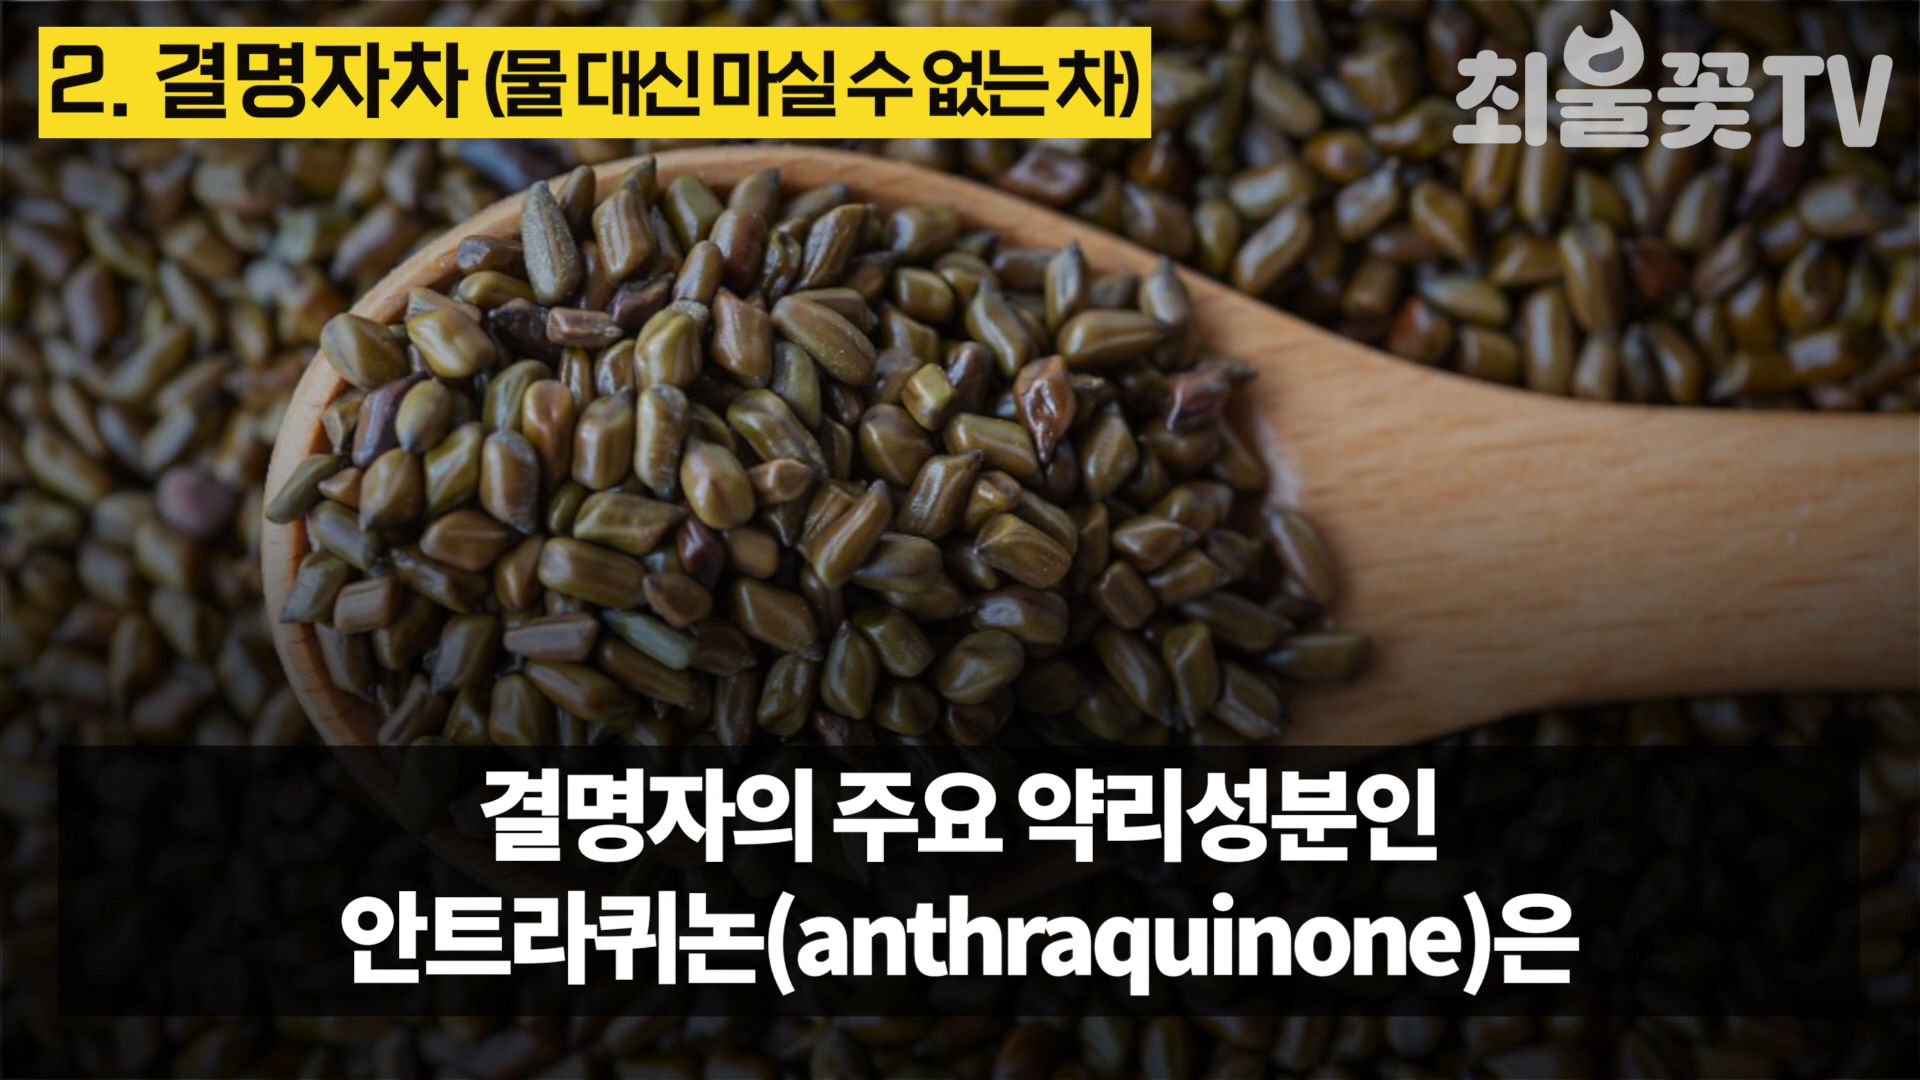 2. 결명자차 (물 대신 마실 수 없는 차)
최울꽃TV
결명자의 주요 약리성분인
안트라퀴논(anthraquinone)은